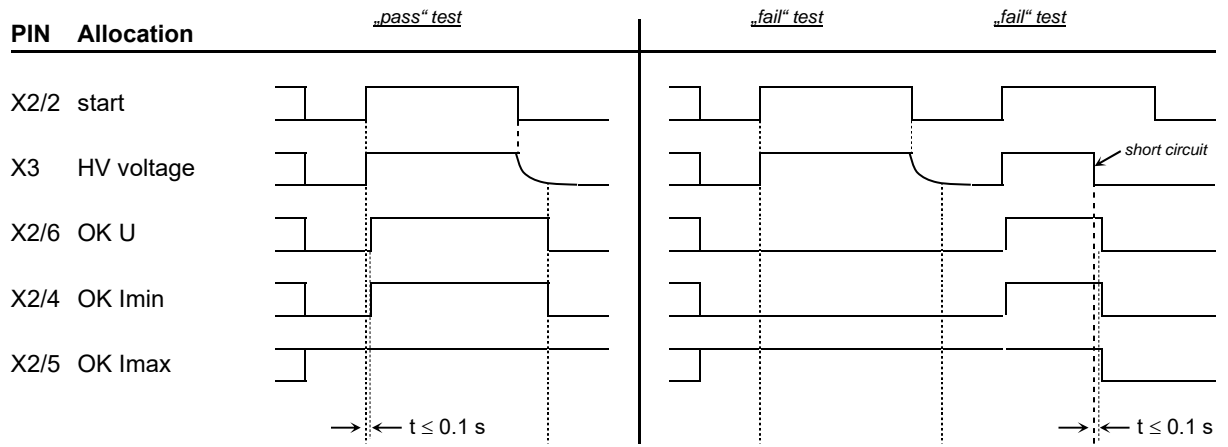 „pass“ test „fail“ test „fail“ test
PIN Allocation
X2/2 start
X3 HV voltage
short circuit
X2/6 OK U
X2/4 OK Imin
X2/5 OK Imax
t ≤ 0.1 s t ≤ 0.1 s